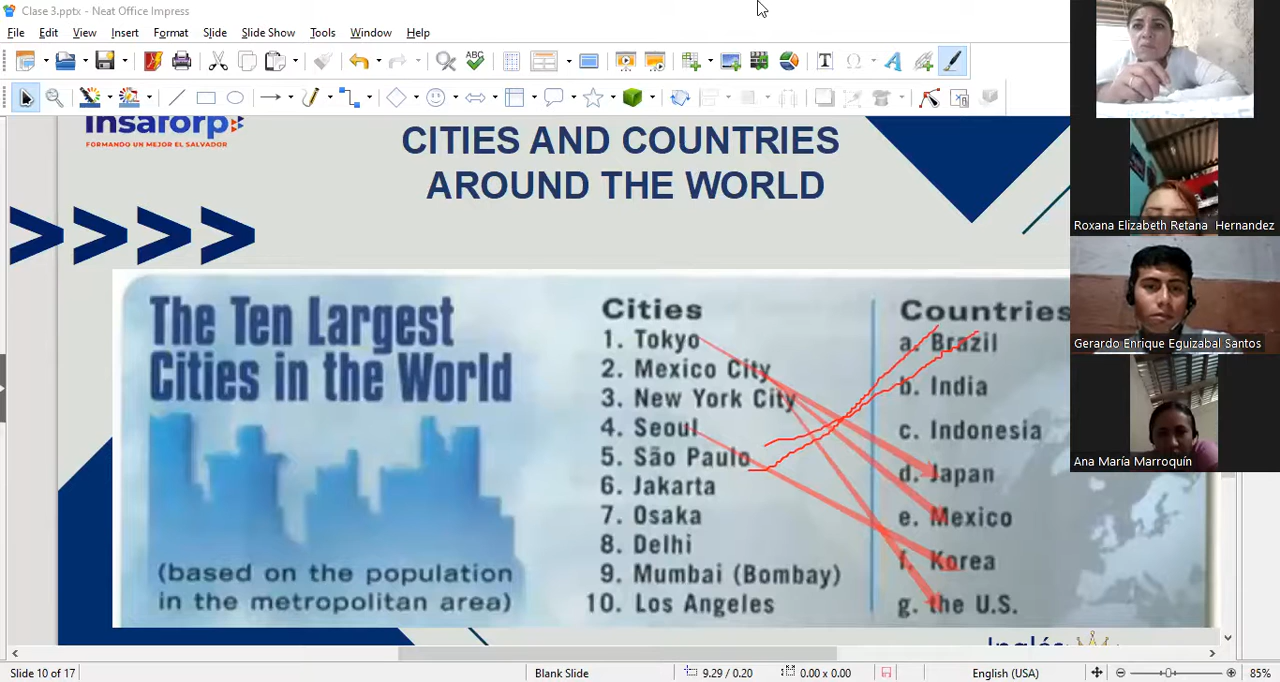 Clase 3.pptx - Neat Office Impress
File Edit View Insert Format Slide Slide Show Tools Window Help
ABC
insaforp
FORMANDO UN MEJOR EL SALVADOR
CITIES AND COUNTRIES
AROUND THE WORLD
The Ten Largest
Cities in the World
(based on the population
in the metropolitan area)
Cities
1. Tokyo
2. Mexico City
3. New York City
4. Seoul
5. São Paulo
6. Jakarta
7. Osaka
8. Delhi
9. Mumbai (Bombay)
10. Los Angeles
Countries
a. Brazil
b. India
c. Indonesia
d. Japan
e. Mexico
f. Korea
g. the U.S.
Inglés
Roxana Elizabeth Retana Hernandez
Gerardo Enrique Eguizabal Santos
Ana María Marroquín
Slide 10 of 17
Blank Slide
9.29 / 0.20
0.00 x 0.00
English (USA)
85%